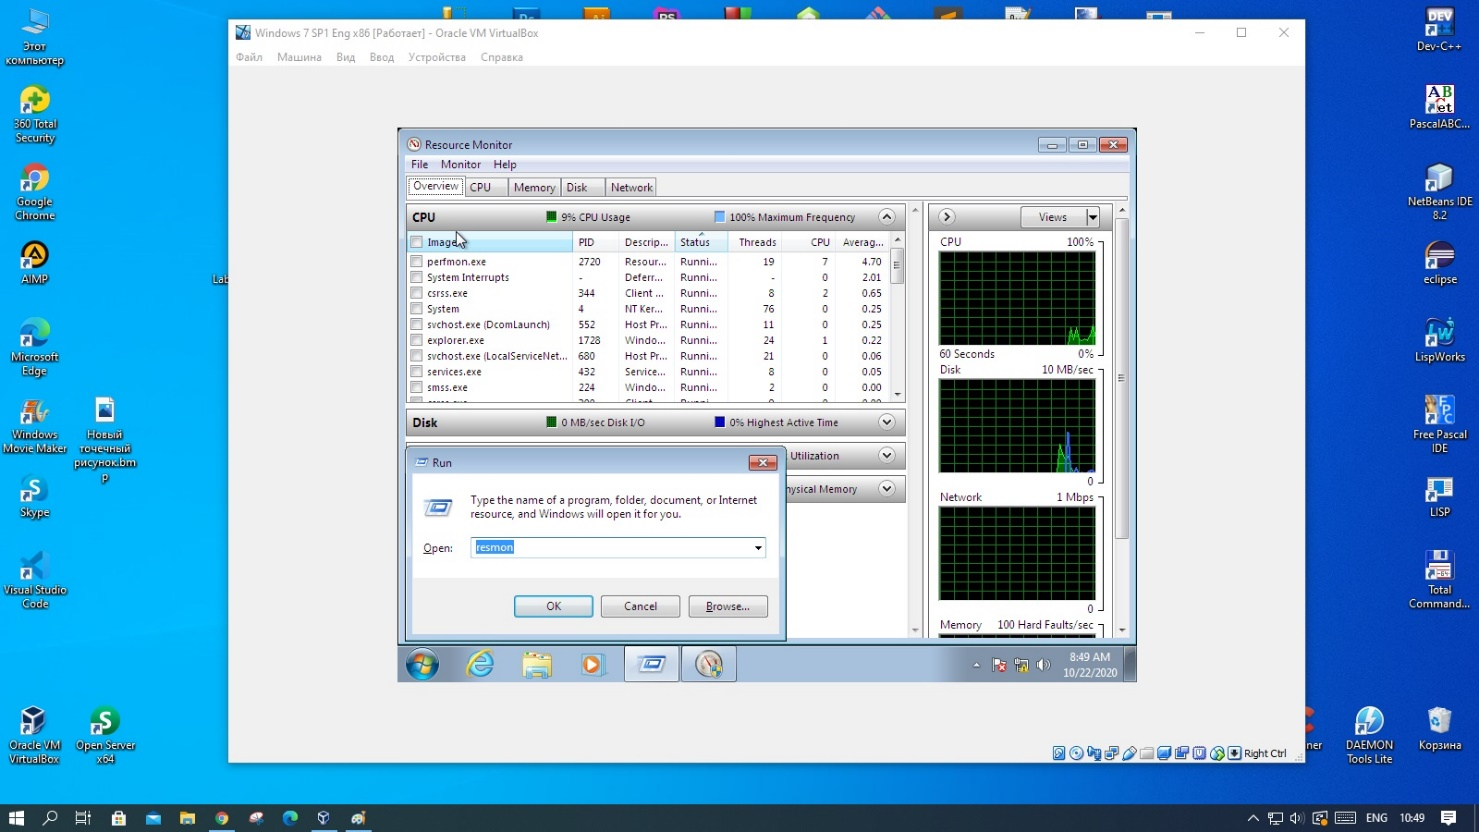 Windows 7 SP1 Eng x86 [Работает] - Oracle VM VirtualBox
Файл Машина Вид Ввод Устройства Справка
Этот
компьютер
360 Total
Security
Google
Chrome
AIMP
Lab
Microsoft
Edge
Windows
Movie Maker
Новый
точечный
рисунок.bm
p
Skype
Visual Studio
Code
Oracle VM
VirtualBox
Open Server
x64
Resource Monitor
File Monitor Help
Overview CPU Memory Disk Network
CPU 9% CPU Usage 100% Maximum Frequency
Image PID Descrip... Status Threads CPU Averag...
perfmon.exe 2720 Resour... Runni... 19 7 4.70
System Interrupts - Deferr... Runni... - 0 2.01
csrss.exe 344 Client ... Runni... 8 2 0.65
System 4 NT Ker... Runni... 76 0 0.25
svchost.exe (DcomLaunch) 552 Host Pr... Runni... 11 0 0.25
explorer.exe 1728 Windo... Runni... 24 1 0.22
svchost.exe (LocalServiceNet... 680 Host Pr... Runni... 21 0 0.06
services.exe 432 Service... Runni... 8 0 0.05
smss.exe 224 Windo... Runni... 2 0 0.00
Disk 0 MB/sec Disk I/O 0% Highest Active Time
Utilization
hysical Memory
Views
CPU 100%
60 Seconds 0%
Disk 10 MB/sec
0
Network 1 Mbps
0
Memory 100 Hard Faults/sec
Run
Type the name of a program, folder, document, or Internet
resource, and Windows will open it for you.
Open: resmon
OK Cancel Browse...
8:49 AM
10/22/2020
Right Ctrl
DEV
C++
Dev-C++
AB
Cet
PascalABC...
NetBeans IDE
8.2
eclipse
LispWorks
Free Pascal
IDE
LISP
Total
Command...
ner
DAEMON
Tools Lite
Корзина
ENG 10:49